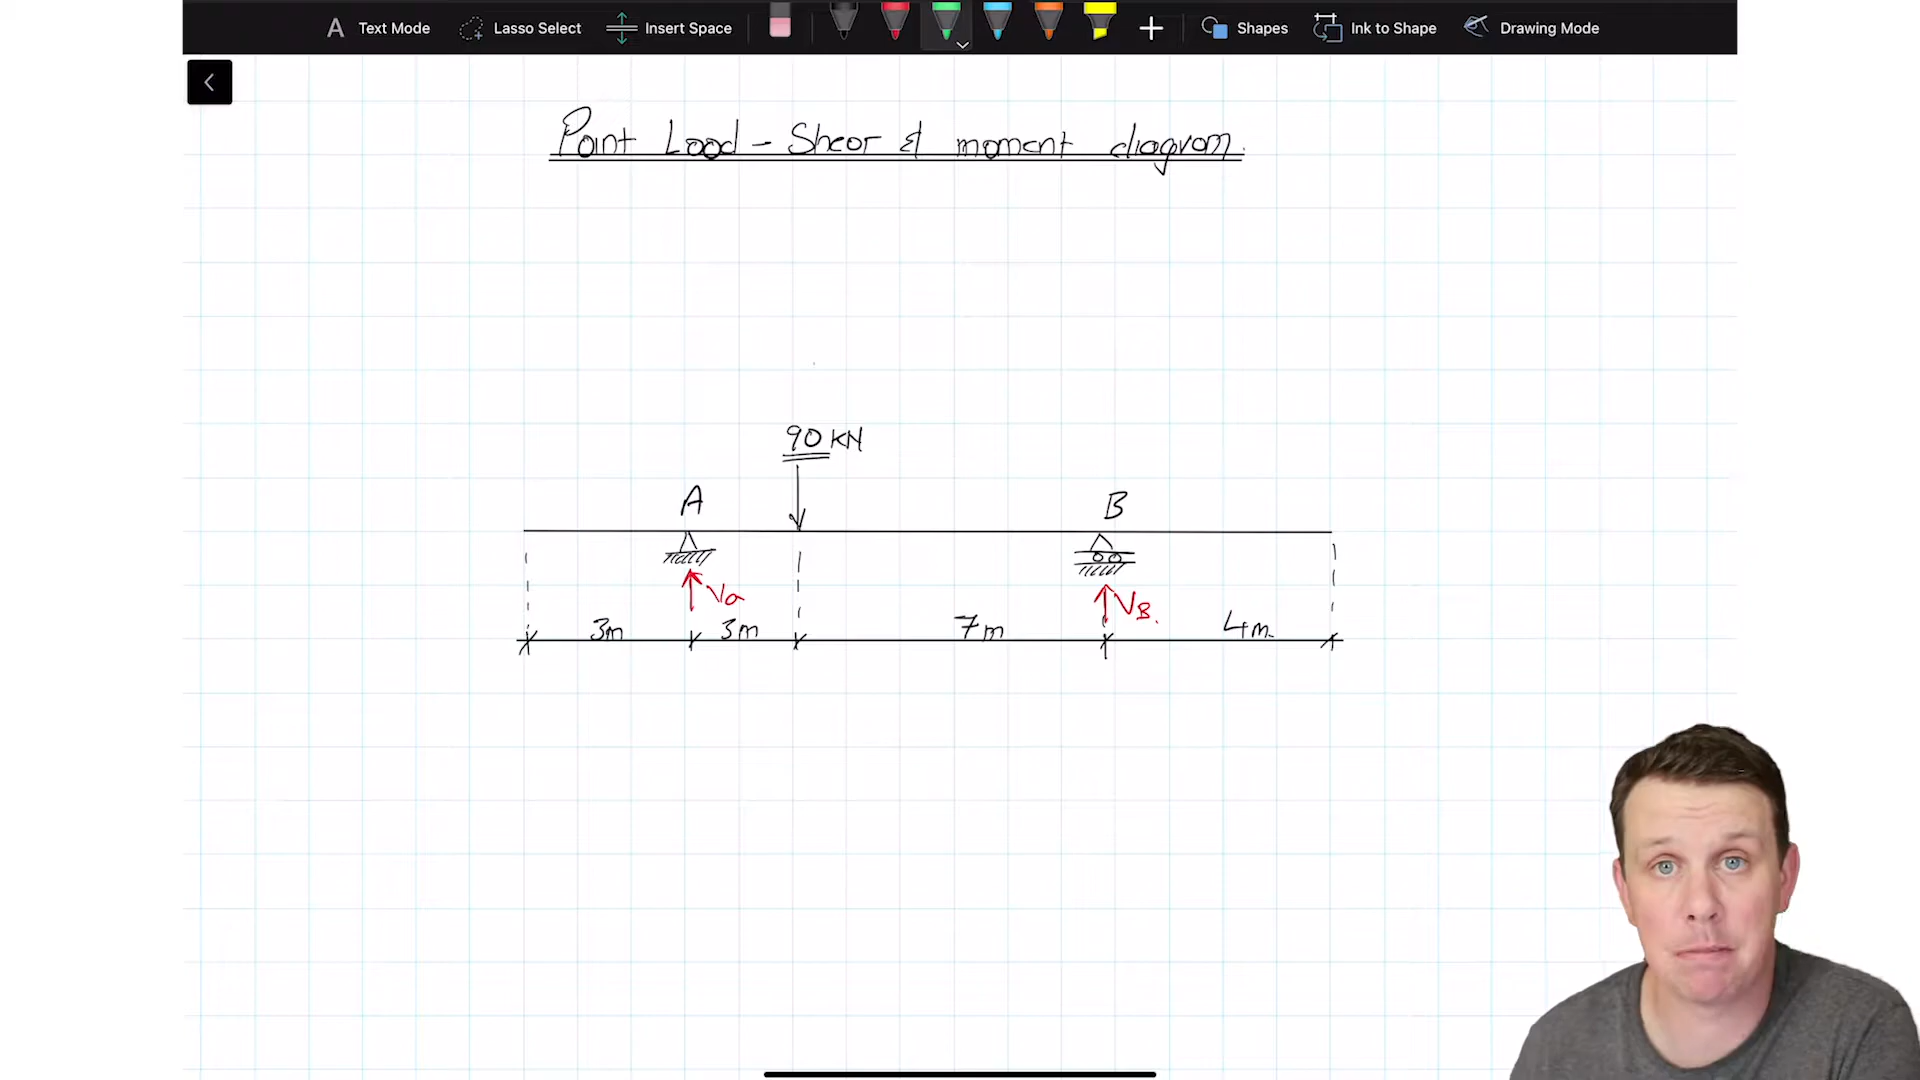 Text Mode Lasso Select Insert Space Shapes Ink to Shape Drawing Mode
Point Load - Shear & moment diagram.
90 KN
A B
Va VB.
3m 3m 7m 4m.